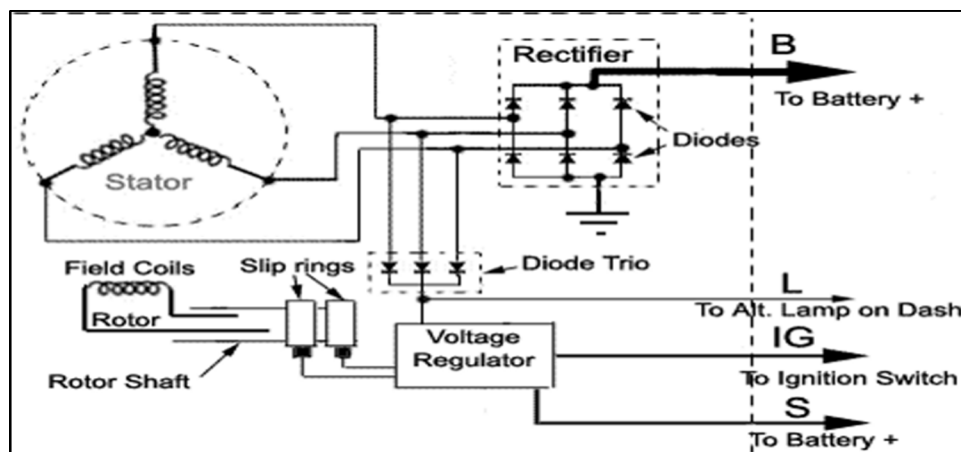 Rectifier
B
To Battery +
Diodes
Stator
Field Coils
Slip rings
Diode Trio
L
To Alt. Lamp on Dash
Rotor
Voltage
Regulator
IG
To Ignition Switch
Rotor Shaft
S
To Battery +